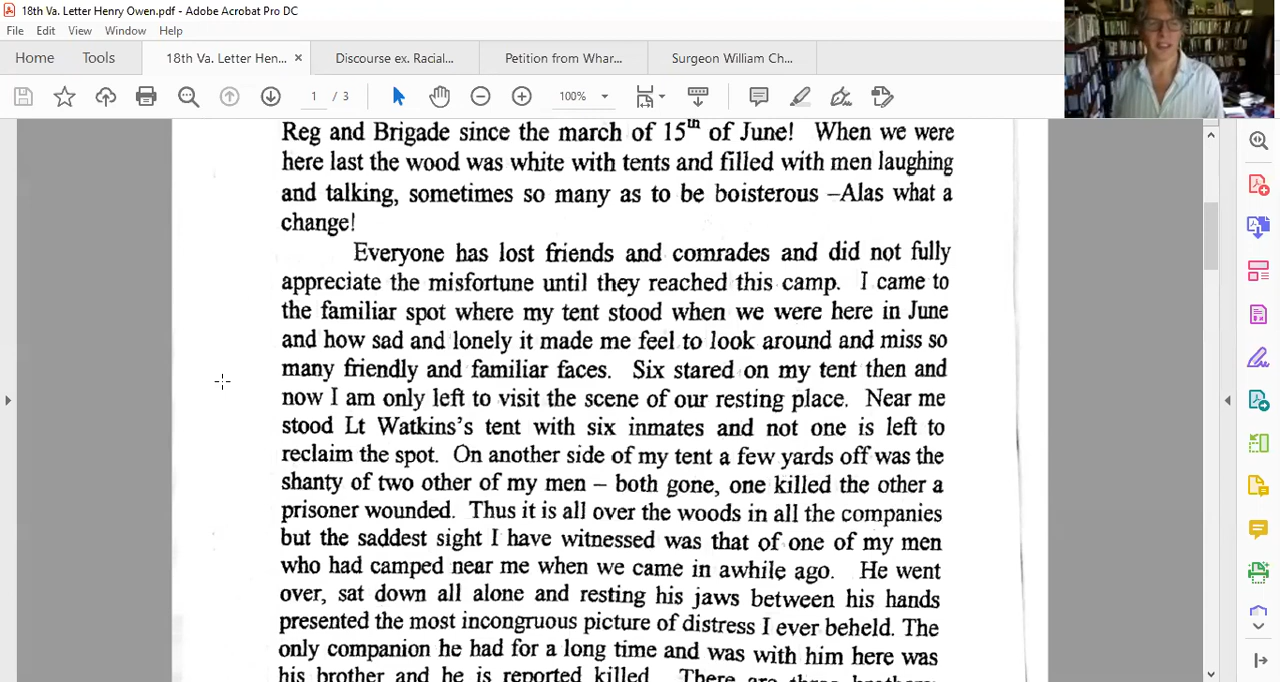 18th Va. Letter Henry Owen.pdf - Adobe Acrobat Pro DC
File Edit View Window Help
Home Tools 18th Va. Letter Hen... × Discourse ex. Racial... Petition from Whar... Surgeon William Ch...
1 / 3 100%
Reg and Brigade since the march of 15th of June! When we were
here last the wood was white with tents and filled with men laughing
and talking, sometimes so many as to be boisterous –Alas what a
change!
Everyone has lost friends and comrades and did not fully
appreciate the misfortune until they reached this camp. I came to
the familiar spot where my tent stood when we were here in June
and how sad and lonely it made me feel to look around and miss so
many friendly and familiar faces. Six stared on my tent then and
now I am only left to visit the scene of our resting place. Near me
stood Lt Watkins's tent with six inmates and not one is left to
reclaim the spot. On another side of my tent a few yards off was the
shanty of two other of my men – both gone, one killed the other a
prisoner wounded. Thus it is all over the woods in all the companies
but the saddest sight I have witnessed was that of one of my men
who had camped near me when we came in awhile ago. He went
over, sat down all alone and resting his jaws between his hands
presented the most incongruous picture of distress I ever beheld. The
only companion he had for a long time and was with him here was
his brother and he is reported killed. There are three brothers